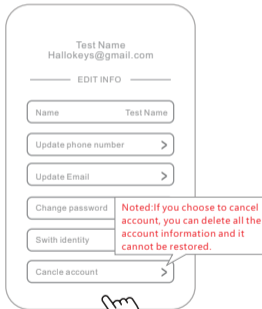 Test Name
Hallokeys@gmail.com
EDIT INFO
Name Test Name
Update phone number >
Update Email >
Change password
Swith identity
Cancle account >
Noted:If you choose to cancel
account, you can delete all the
account information and it
cannot be restored.